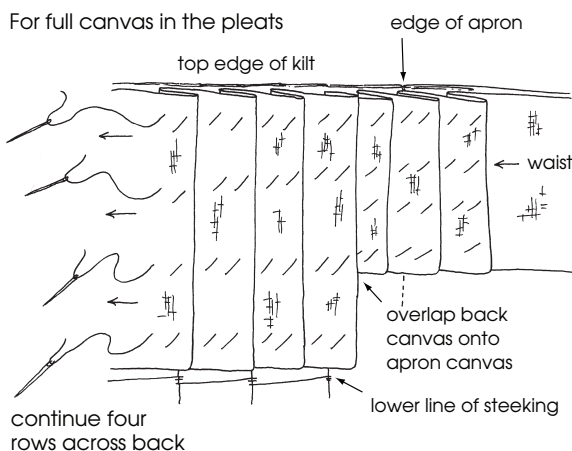 For full canvas in the pleats
edge of apron
top edge of kilt
waist
overlap back
canvas onto
apron canvas
lower line of steeking
continue four
rows across back